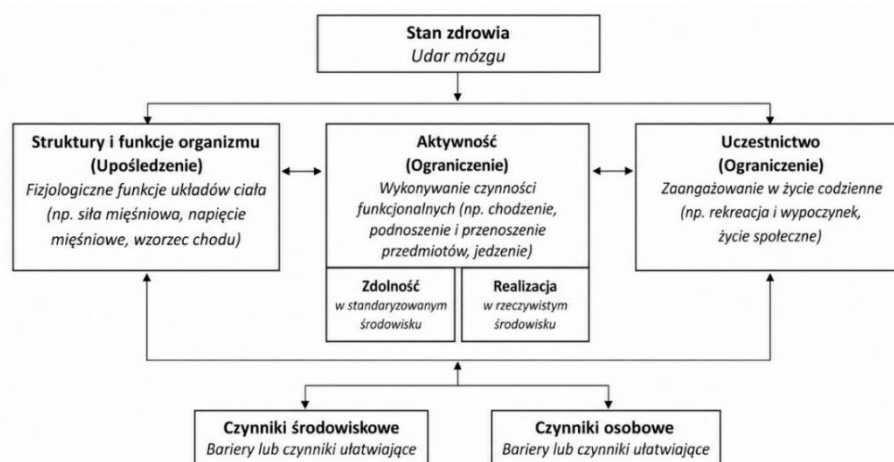 Stan zdrowia
Udar mózgu
Struktury i funkcje organizmu
(Upośledzenie)
Fizjologiczne funkcje układów ciała
(np. siła mięśniowa, napięcie
mięśniowe, wzorzec chodu)
Aktywność
(Ograniczenie)
Wykonywanie czynności
funkcjonalnych (np. chodzenie,
podnoszenie i przenoszenie
przedmiotów, jedzenie)
Zdolność
w standaryzowanym
środowisku
Realizacja
w rzeczywistym
środowisku
Uczestnictwo
(Ograniczenie)
Zaangażowanie w życie codzienne
(np. rekreacja i wypoczynek,
życie społeczne)
Czynniki środowiskowe
Bariery lub czynniki ułatwiające
Czynniki osobowe
Bariery lub czynniki ułatwiające